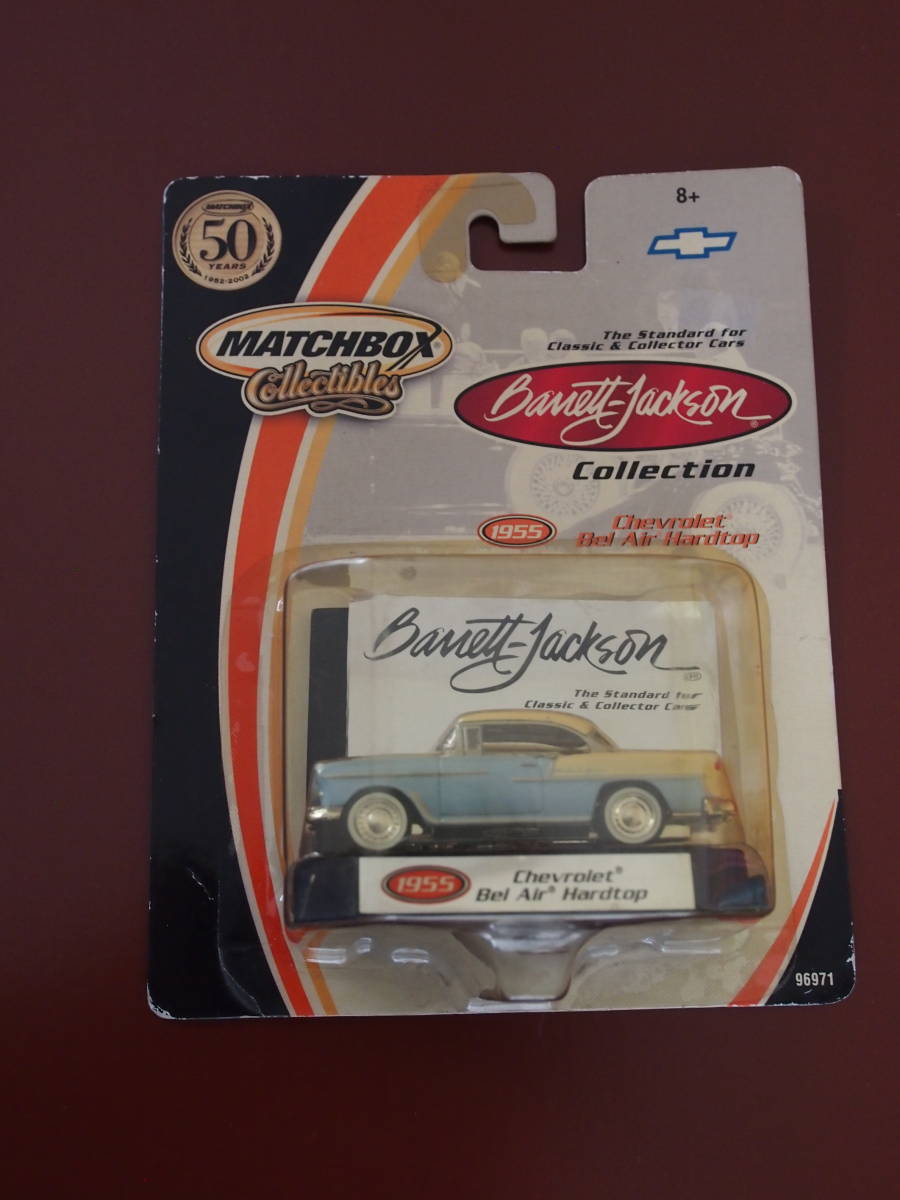 MATCHBOX
50
YEARS
1952-2002
8+
MATCHBOX®
Collectibles
The Standard for
Classic & Collector Cars
Barrett-Jackson®
Collection
1955
Chevrolet®
Bel Air Hardtop
Barrett-Jackson
The Standard for
Classic & Collector Cars
1955
Chevrolet®
Bel Air® Hardtop
96971